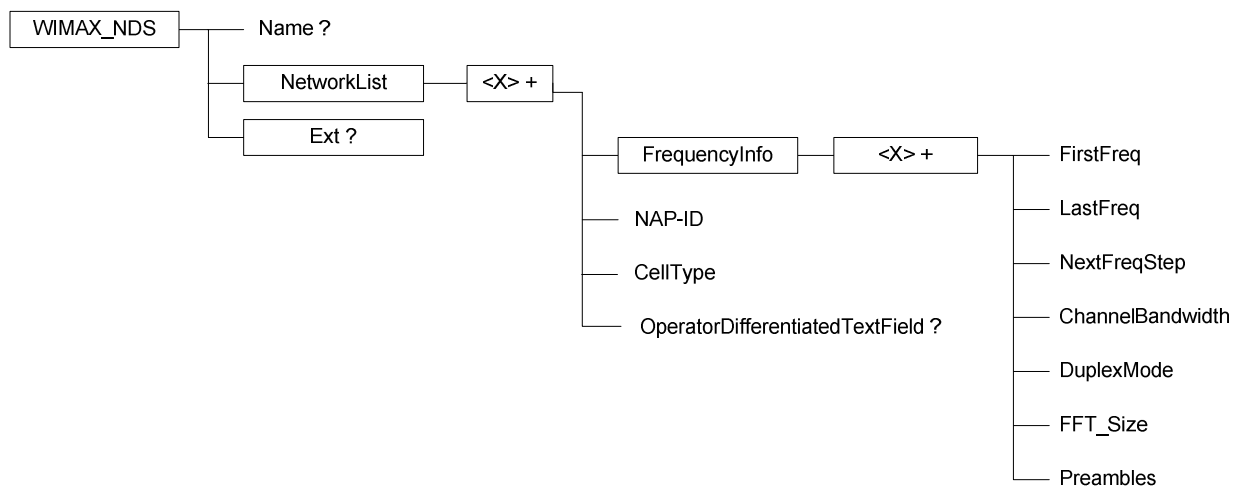 WIMAX_NDS
Name ?
NetworkList
<X> +
Ext ?
FrequencyInfo
<X> +
FirstFreq
LastFreq
NAP-ID
NextFreqStep
CellType
ChannelBandwidth
OperatorDifferentiatedTextField ?
DuplexMode
FFT_Size
Preambles